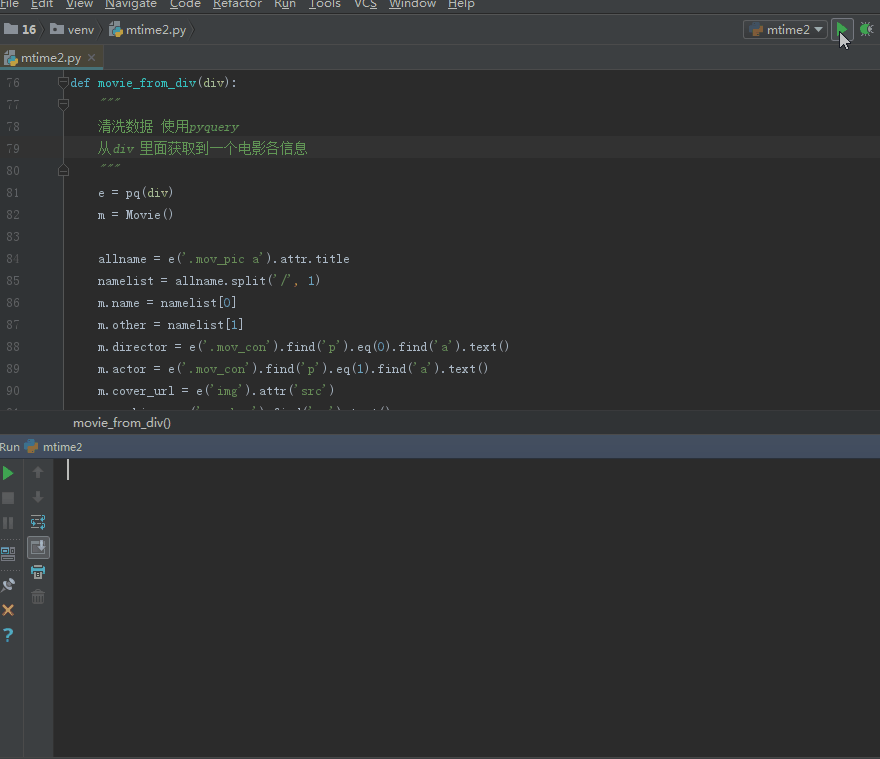 File Edit View Navigate Code Refactor Run Tools VCS Window Help
16 venv mtime2.py mtime2
mtime2.py
76 def movie_from_div(div):
77 """
78 清洗数据 使用pyquery
79 从div 里面获取到一个电影各信息
80 """
81 e = pq(div)
82 m = Movie()
83
84 allname = e('.mov_pic a').attr.title
85 namelist = allname.split('/', 1)
86 m.name = namelist[0]
87 m.other = namelist[1]
88 m.director = e('.mov_con').find('p').eq(0).find('a').text()
89 m.actor = e('.mov_con').find('p').eq(1).find('a').text()
90 m.cover_url = e('img').attr('src')
movie_from_div()
Run mtime2